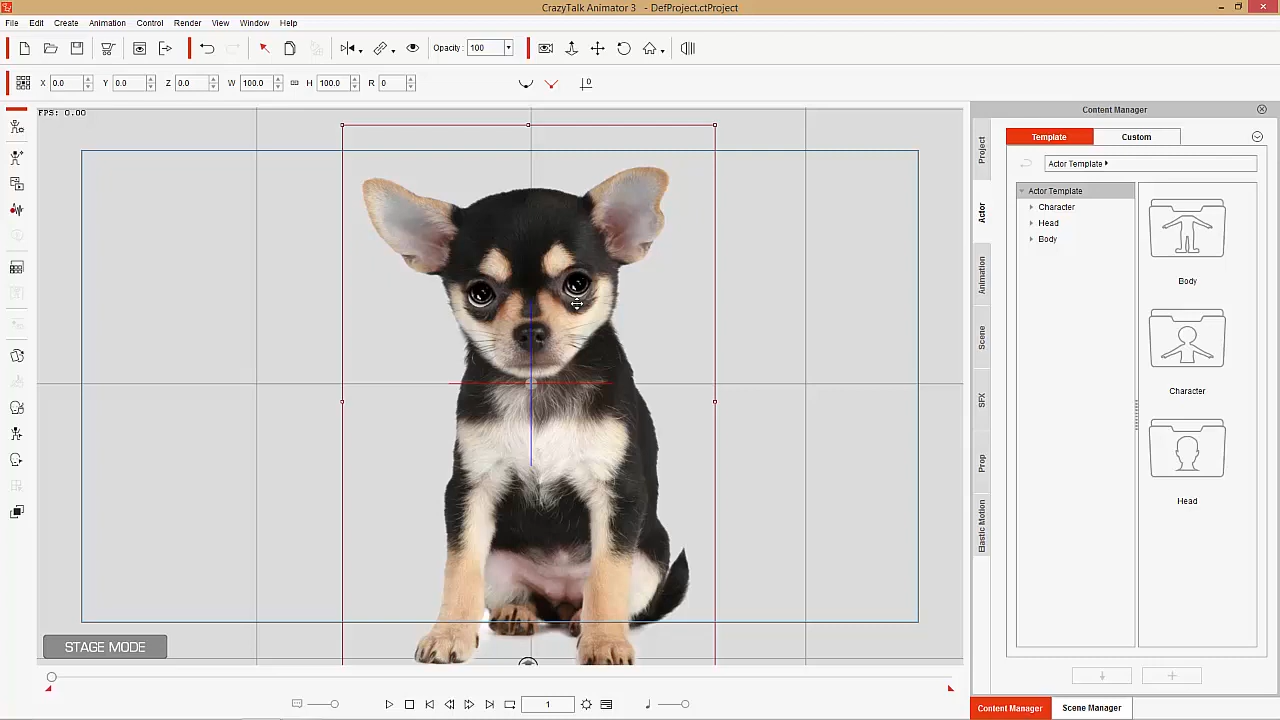 CrazyTalk Animator 3 - DefProject.ctProject
File Edit Create Animation Control Render View Window Help
Opacity : 100
X 0.0 Y 0.0 Z 0.0 W 100.0 H 100.0 R 0
FPS: 0.00
Content Manager
Template Custom
Actor Template
Actor Template
Character
Head
Body
Body
Character
Head
Project
Actor
Animation
Scene
SFX
Prop
Elastic Motion
STAGE MODE
1
Content Manager Scene Manager